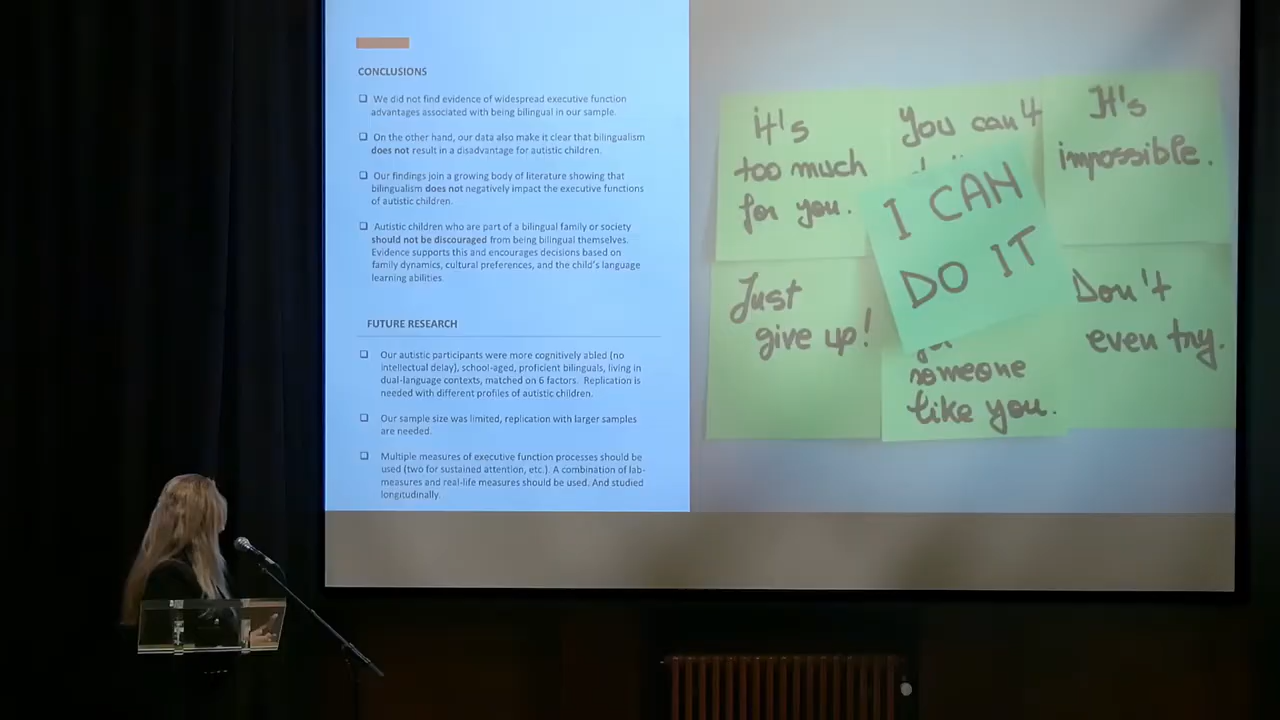 CONCLUSIONS
❑ We did not find evidence of widespread executive function
advantages associated with being bilingual in our sample.
❑ On the other hand, our data also make it clear that bilingualism
does not result in a disadvantage for autistic children.
❑ Our findings join a growing body of literature showing that
bilingualism does not negatively impact the executive functions
of autistic children.
❑ Autistic children who are part of a bilingual family or society
should not be discouraged from being bilingual themselves.
Evidence supports this and encourages decisions based on
family dynamics, cultural preferences, and the child's language
learning abilities.
FUTURE RESEARCH
❑ Our autistic participants were more cognitively abled (no
intellectual delay), school-aged, proficient bilinguals, living in
dual-language contexts, matched on 6 factors. Replication is
needed with different profiles of autistic children.
❑ Our sample size was limited, replication with larger samples
are needed.
❑ Multiple measures of executive function processes should be
used (two for sustained attention, etc.). A combination of lab-
measures and real-life measures should be used. And studied
longitudinally.
It's
too much
for you.
You can't
It's
impossible.
I CAN
DO IT
Just
give up!
someone
like you.
Don't
even try.